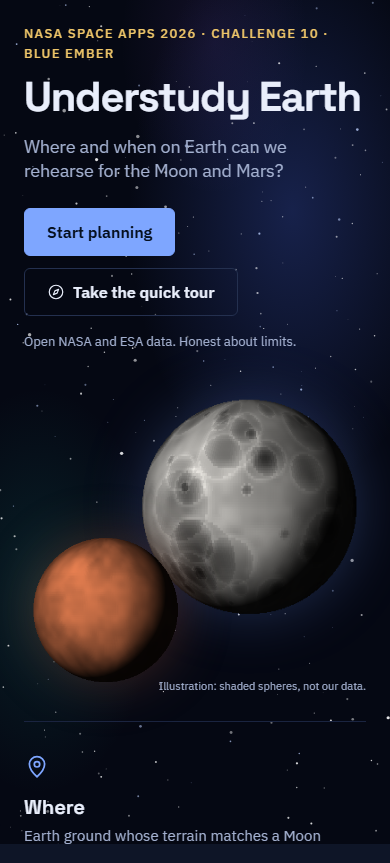 NASA SPACE APPS 2026 · CHALLENGE 10 ·
BLUE EMBER
Understudy Earth
Where and when on Earth can we
rehearse for the Moon and Mars?
Start planning
Take the quick tour
Open NASA and ESA data. Honest about limits.
Illustration: shaded spheres, not our data.
Where
Earth ground whose terrain matches a Moon